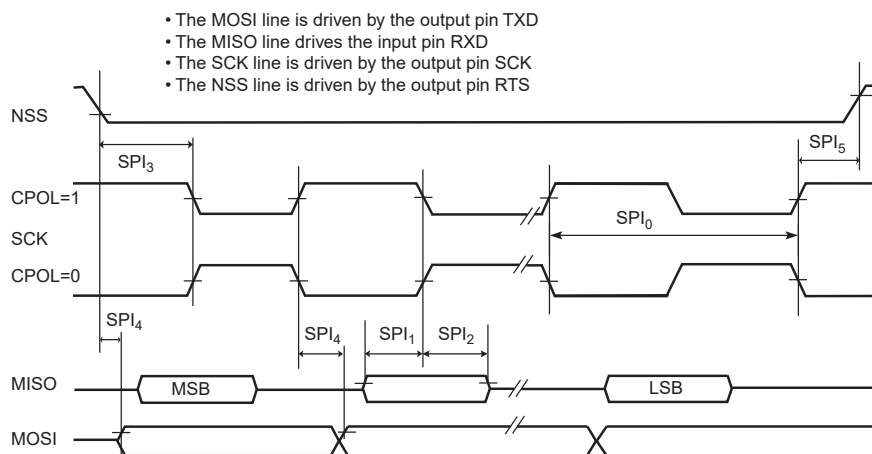 • The MOSI line is driven by the output pin TXD
• The MISO line drives the input pin RXD
• The SCK line is driven by the output pin SCK
• The NSS line is driven by the output pin RTS
NSS
SPI₃
SPI₅
CPOL=1
SPI₀
SCK
CPOL=0
SPI₄
SPI₄
SPI₁
SPI₂
MISO
MSB
LSB
MOSI